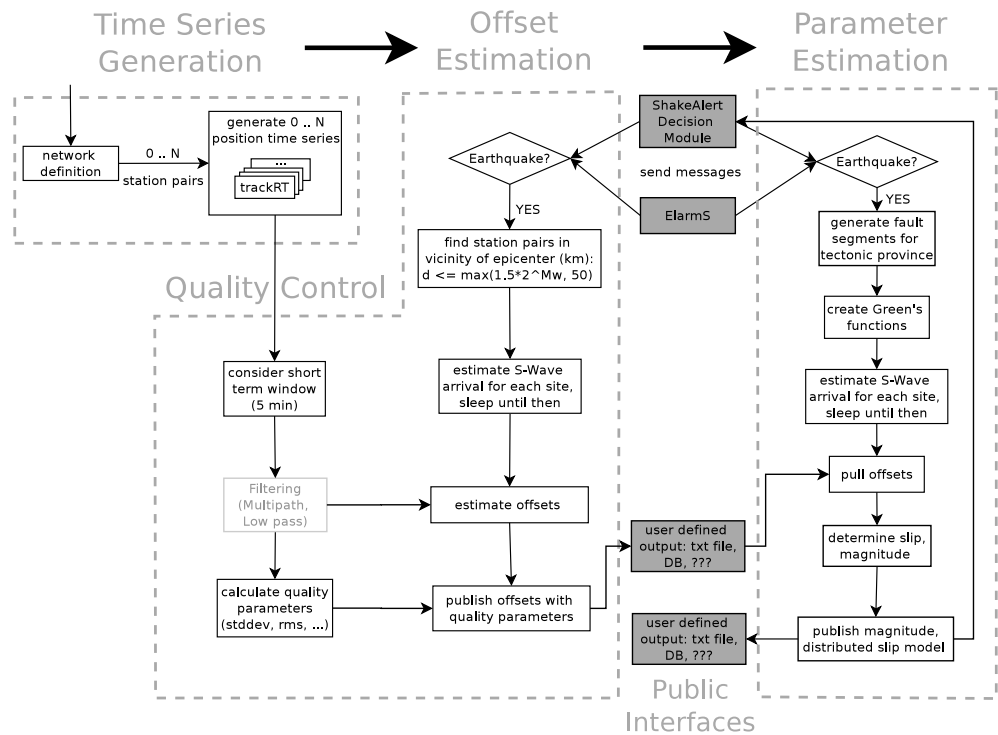 Time Series
Generation
Offset
Estimation
Parameter
Estimation
network
definition
0 .. N
station pairs
generate 0 .. N
position time series
...
trackRT
Quality Control
consider short
term window
(5 min)
Filtering
(Multipath,
Low pass)
calculate quality
parameters
(stddev, rms, ...)
Earthquake?
YES
find station pairs in
vicinity of epicenter (km):
d <= max(1.5*2^Mw, 50)
estimate S-Wave
arrival for each site,
sleep until then
estimate offsets
publish offsets with
quality parameters
ShakeAlert
Decision
Module
send messages
ElarmS
user defined
output: txt file,
DB, ???
user defined
output: txt file,
DB, ???
Public
Interfaces
Earthquake?
YES
generate fault
segments for
tectonic province
create Green's
functions
estimate S-Wave
arrival for each site,
sleep until then
pull offsets
determine slip,
magnitude
publish magnitude,
distributed slip model